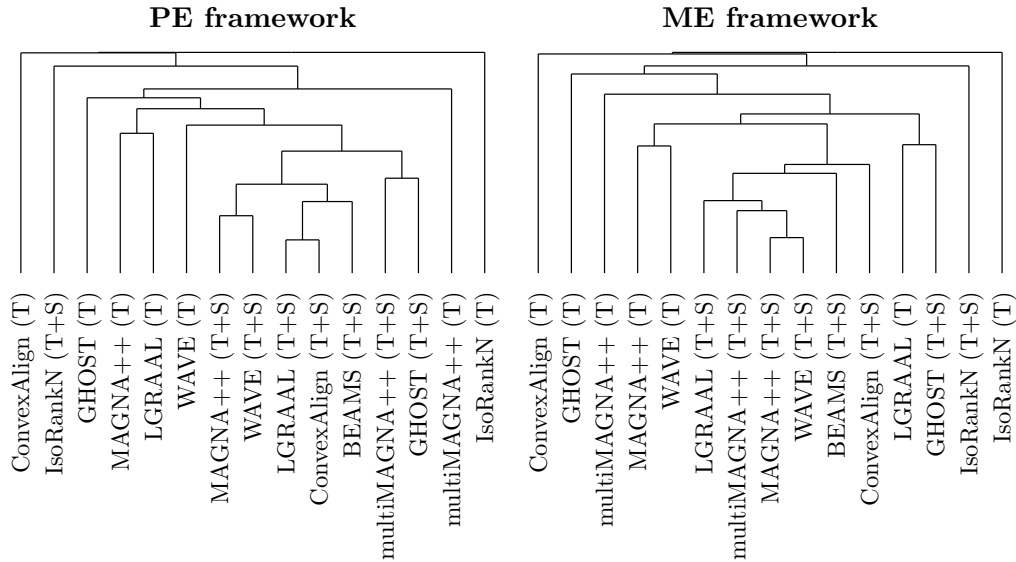 PE framework
ConvexAlign (T)
IsoRankN (T+S)
GHOST (T)
MAGNA++ (T)
LGRAAL (T)
WAVE (T)
MAGNA++ (T+S)
WAVE (T+S)
LGRAAL (T+S)
ConvexAlign (T+S)
BEAMS (T+S)
multiMAGNA++ (T+S)
GHOST (T+S)
multiMAGNA++ (T)
IsoRankN (T)
ME framework
ConvexAlign (T)
GHOST (T)
multiMAGNA++ (T)
MAGNA++ (T)
WAVE (T)
LGRAAL (T+S)
multiMAGNA++ (T+S)
MAGNA++ (T+S)
WAVE (T+S)
BEAMS (T+S)
ConvexAlign (T+S)
LGRAAL (T)
GHOST (T+S)
IsoRankN (T+S)
IsoRankN (T)